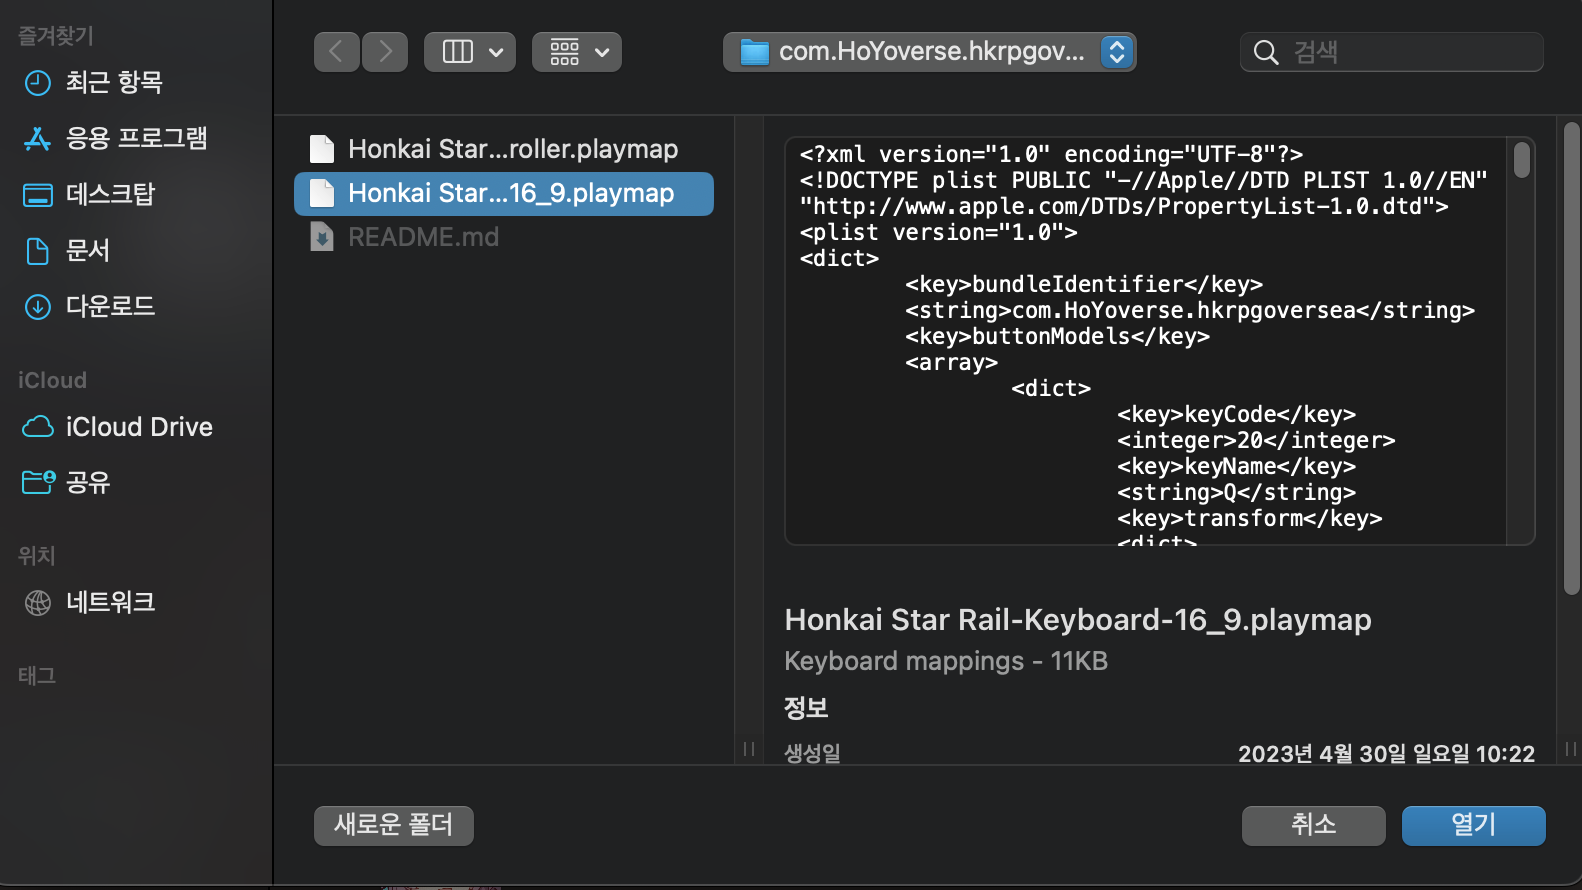 즐겨찾기
최근 항목
응용 프로그램
데스크탑
문서
다운로드
iCloud
iCloud Drive
공유
위치
네트워크
태그
com.HoYoverse.hkrpgov...
검색
Honkai Star...roller.playmap
Honkai Star...16_9.playmap
README.md
<?xml version="1.0" encoding="UTF-8"?>
<!DOCTYPE plist PUBLIC "-//Apple//DTD PLIST 1.0//EN"
"http://www.apple.com/DTDs/PropertyList-1.0.dtd">
<plist version="1.0">
<dict>
<key>bundleIdentifier</key>
<string>com.HoYoverse.hkrpgoversea</string>
<key>buttonModels</key>
<array>
<dict>
<key>keyCode</key>
<integer>20</integer>
<key>keyName</key>
<string>Q</string>
<key>transform</key>
<dict>
Honkai Star Rail-Keyboard-16_9.playmap
Keyboard mappings - 11KB
정보
생성일 2023년 4월 30일 일요일 10:22
새로운 폴더
취소
열기